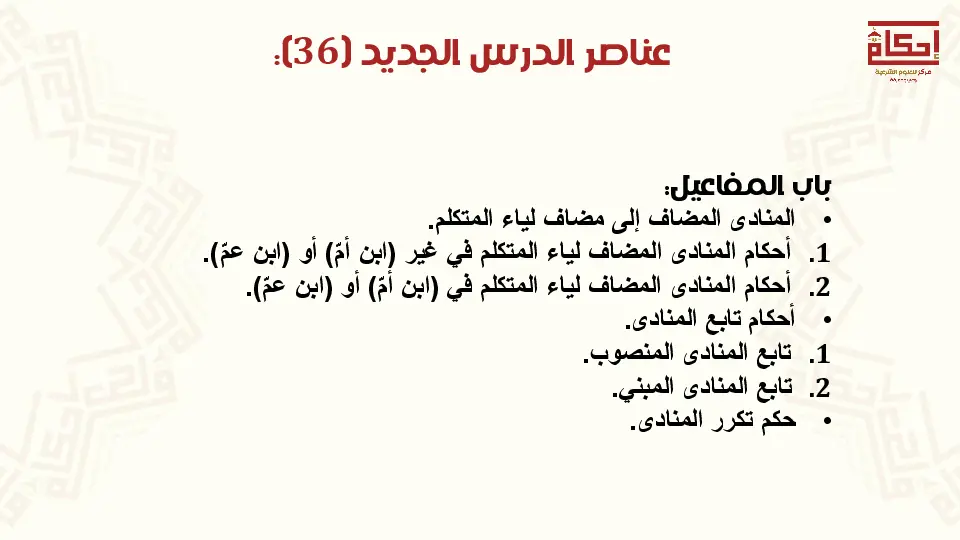 عناصر الدرس الجديد (36):
إحكام
مركز للعلوم الشرعية
باب المفاعيل:
• المنادى المضاف إلى مضاف لياء المتكلم.
1. أحكام المنادى المضاف لياء المتكلم في غير (ابن أمّ) أو (ابن عمّ).
2. أحكام المنادى المضاف لياء المتكلم في (ابن أمّ) أو (ابن عمّ).
• أحكام تابع المنادى.
1. تابع المنادى المنصوب.
2. تابع المنادى المبني.
• حكم تكرر المنادى.